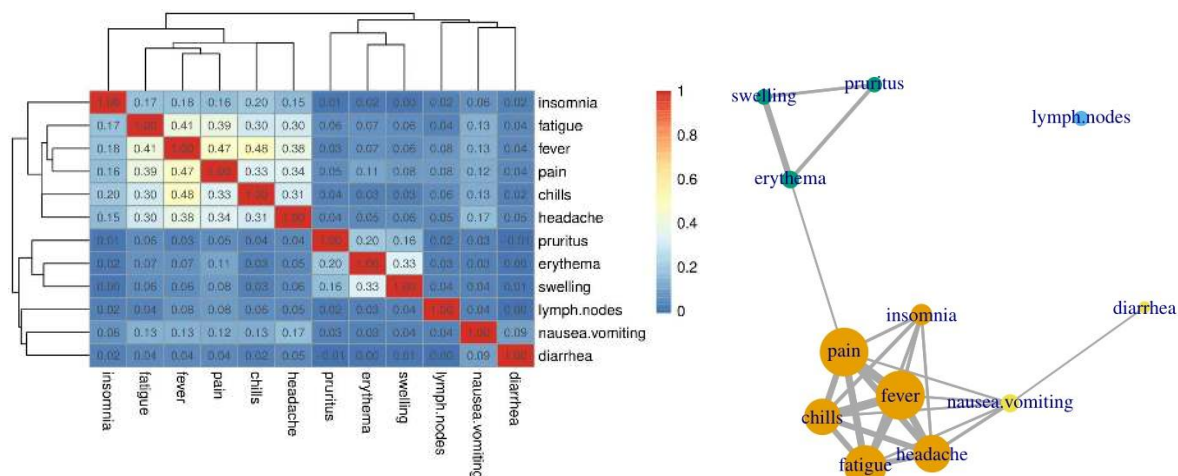 1.00 0.17 0.18 0.16 0.20 0.15 0.01 0.02 0.00 0.02 0.06 0.02 insomnia
0.17 1.00 0.41 0.39 0.30 0.30 0.06 0.07 0.06 0.04 0.13 0.04 fatigue
0.18 0.41 1.00 0.47 0.48 0.38 0.03 0.07 0.06 0.08 0.13 0.04 fever
0.16 0.39 0.47 1.00 0.33 0.34 0.05 0.11 0.08 0.08 0.12 0.04 pain
0.20 0.30 0.48 0.33 1.00 0.31 0.04 0.03 0.03 0.06 0.13 0.02 chills
0.15 0.30 0.38 0.34 0.31 1.00 0.04 0.05 0.06 0.05 0.17 0.05 headache
0.01 0.06 0.03 0.05 0.04 0.04 1.00 0.20 0.16 0.02 0.03 -0.01 pruritus
0.02 0.07 0.07 0.11 0.03 0.05 0.20 1.00 0.33 0.03 0.03 0.00 erythema
0.00 0.06 0.06 0.08 0.03 0.06 0.16 0.33 1.00 0.04 0.04 0.01 swelling
0.02 0.04 0.08 0.08 0.06 0.05 0.02 0.03 0.04 1.00 0.04 0.00 lymph.nodes
0.06 0.13 0.13 0.12 0.13 0.17 0.03 0.03 0.04 0.04 1.00 0.09 nausea.vomiting
0.02 0.04 0.04 0.04 0.02 0.05 -0.01 0.00 0.01 0.00 0.09 1.00 diarrhea
insomnia
fatigue
fever
pain
chills
headache
pruritus
erythema
swelling
lymph.nodes
nausea.vomiting
diarrhea
1
0.8
0.6
0.4
0.2
0
swelling
pruritus
lymph.nodes
erythema
diarrhea
insomnia
pain
fever
nausea.vomiting
chills
headache
fatigue